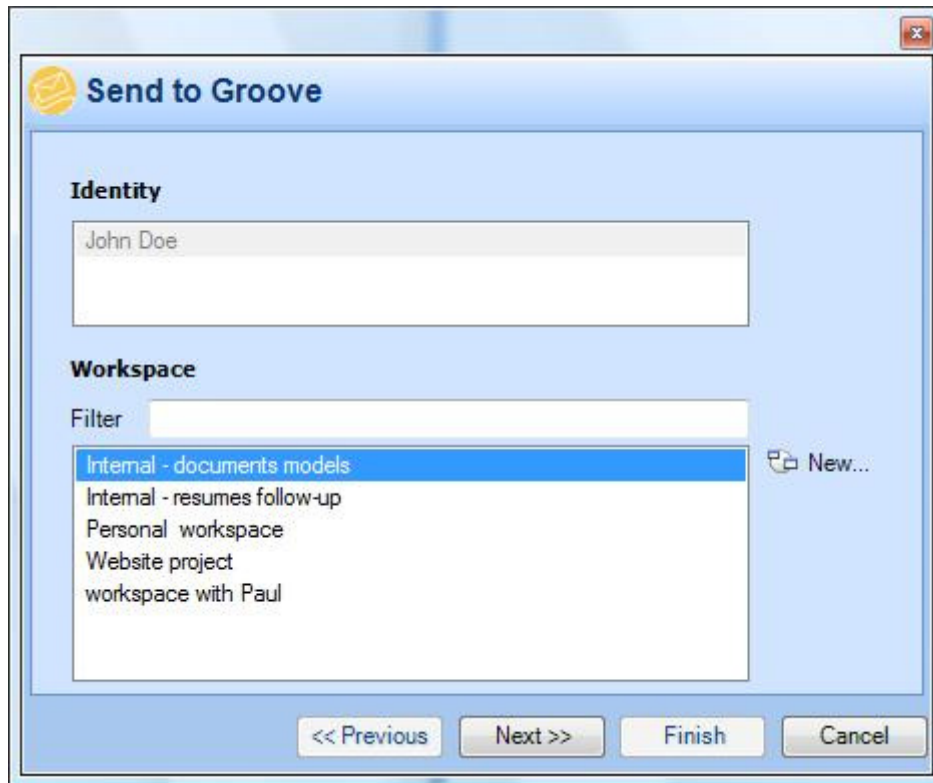 Send to Groove
Identity
John Doe
Workspace
Filter
Internal - documents models
New...
Internal - resumes follow-up
Personal workspace
Website project
workspace with Paul
<< Previous
Next >>
Finish
Cancel